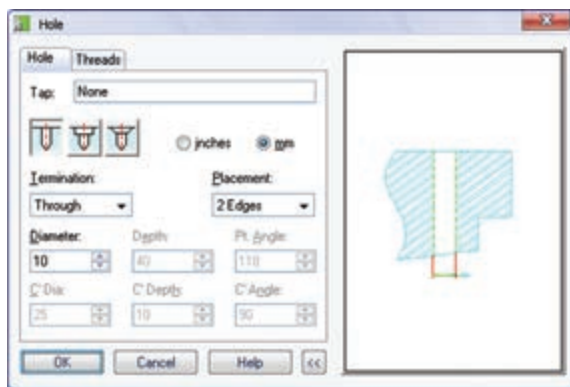 Hole
Hole Threads
Tap: None
inches mm
Termination: Placement:
Through 2 Edges
Diameter: Depth: Pt. Angle:
10 40 118
C' Dia: C' Depth: C' Angle:
25 10 90
OK Cancel Help <<